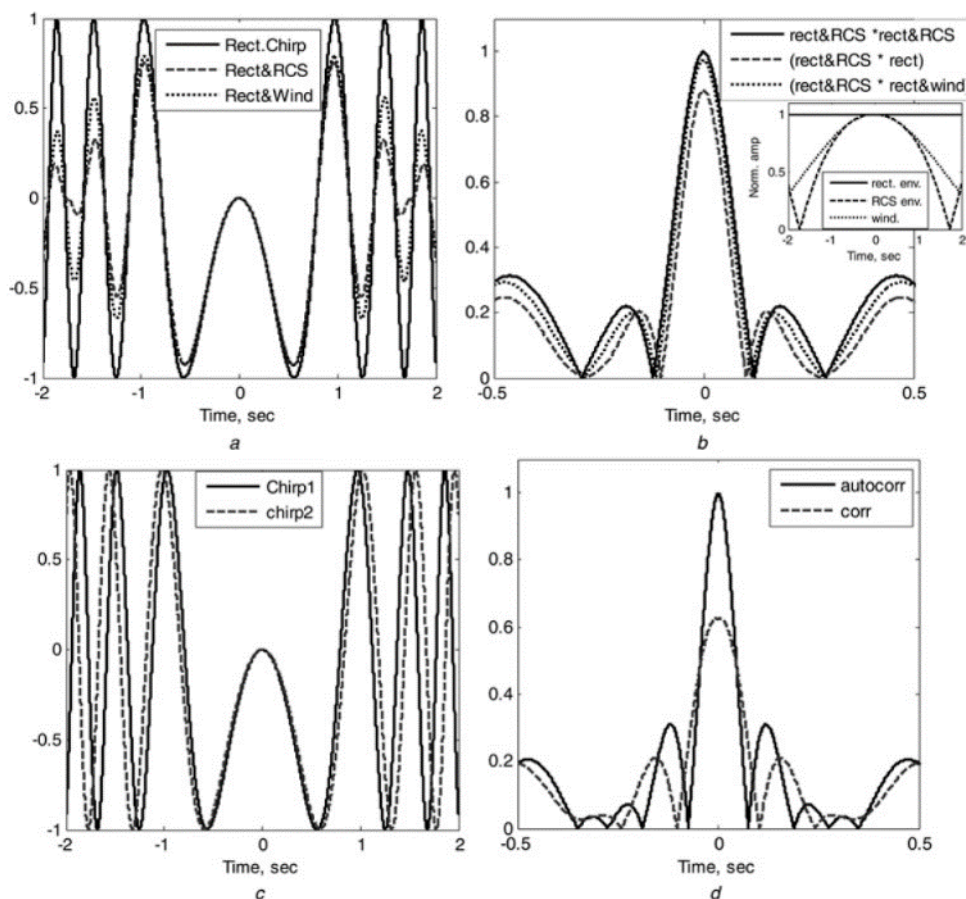 1
0.5
0
-0.5
-1
Rect.Chirp
Rect&RCS
Rect&Wind
-2
-1
0
1
2
Time, sec
a
1
0.8
0.6
0.4
0.2
0
rect&RCS *rect&RCS
(rect&RCS * rect)
(rect&RCS * rect&wind
Norm. amp
1
0.5
0
rect. env.
RCS env.
wind.
-2
-1
0
1
2
Time, sec
-0.5
0
0.5
Time, sec
b
1
0.5
0
-0.5
-1
Chirp1
chirp2
-2
-1
0
1
2
Time, sec
c
1
0.8
0.6
0.4
0.2
0
autocorr
corr
-0.5
0
0.5
Time, sec
d